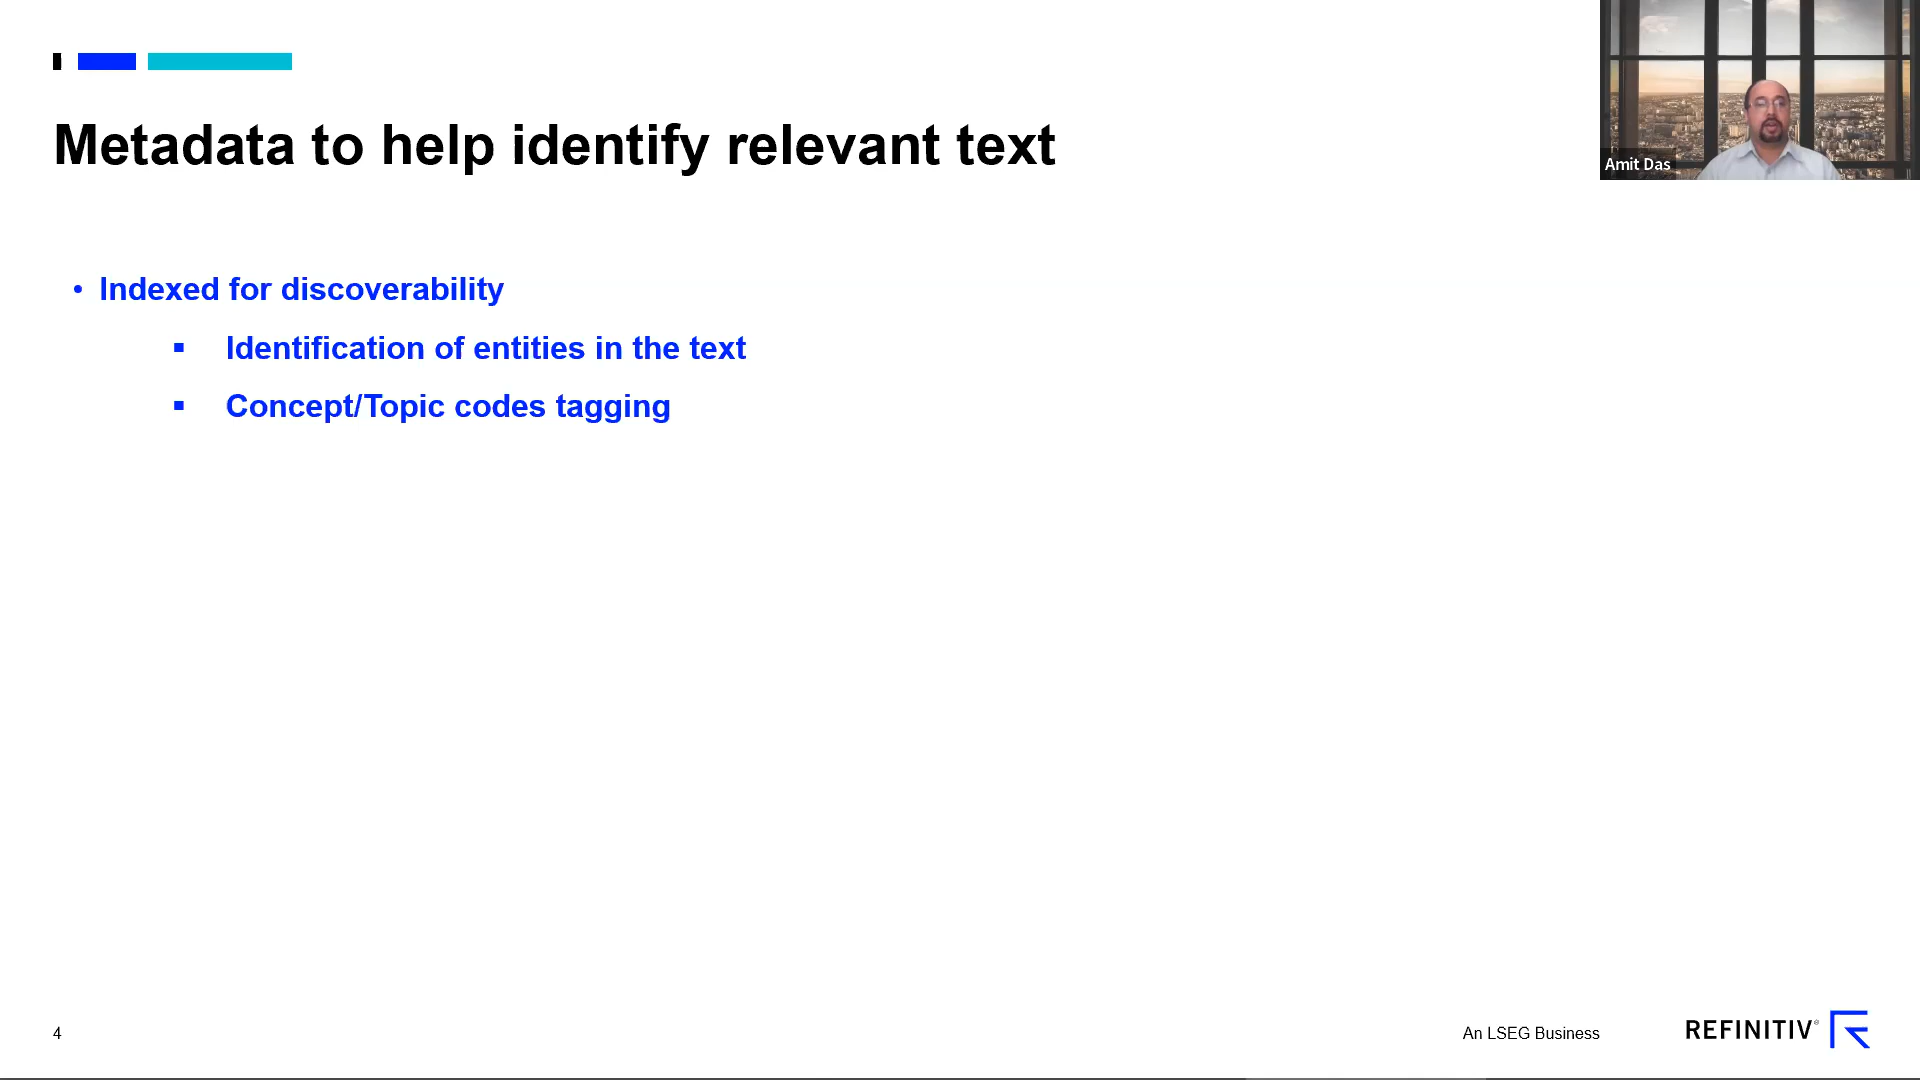 Metadata to help identify relevant text
Amit Das
• Indexed for discoverability
▪ Identification of entities in the text
▪ Concept/Topic codes tagging
4
An LSEG Business
REFINITIV®